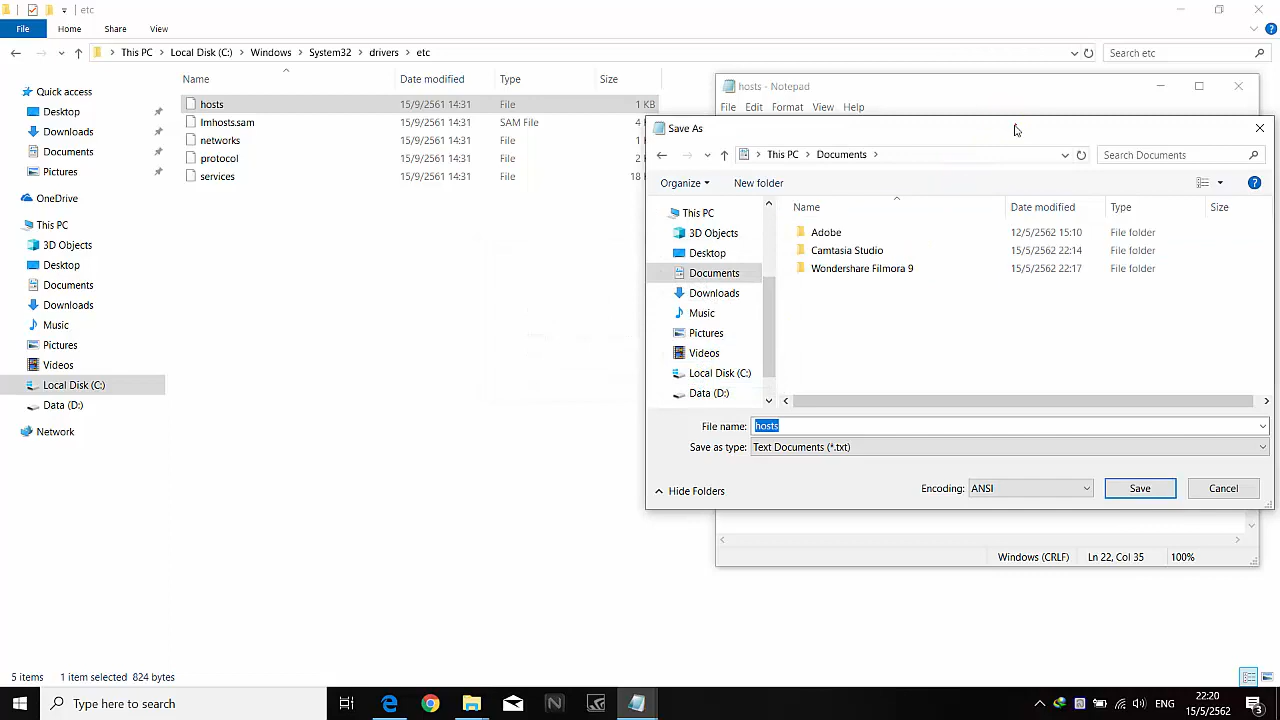 etc
File
Home
Share
View
This PC
Local Disk (C:)
Windows
System32
drivers
etc
Search etc
Name
Date modified
Type
Size
Quick access
Desktop
Downloads
Documents
Pictures
OneDrive
This PC
3D Objects
Desktop
Documents
Downloads
Music
Pictures
Videos
Local Disk (C:)
Data (D:)
Network
hosts 15/9/2561 14:31 File 1 KB
lmhosts.sam 15/9/2561 14:31 SAM File 4
networks 15/9/2561 14:31 File 1
protocol 15/9/2561 14:31 File 2
services 15/9/2561 14:31 File 18
hosts - Notepad
File Edit Format View Help
Save As
This PC
Documents
Search Documents
Organize
New folder
This PC
3D Objects
Desktop
Documents
Downloads
Music
Pictures
Videos
Local Disk (C:)
Data (D:)
Name Date modified Type Size
Adobe 12/5/2562 15:10 File folder
Camtasia Studio 15/5/2562 22:14 File folder
Wondershare Filmora 9 15/5/2562 22:17 File folder
File name: hosts
Save as type: Text Documents (*.txt)
Hide Folders
Encoding: ANSI
Save
Cancel
Windows (CRLF) Ln 22, Col 35 100%
5 items 1 item selected 824 bytes
Type here to search
ENG
22:20
15/5/2562
3